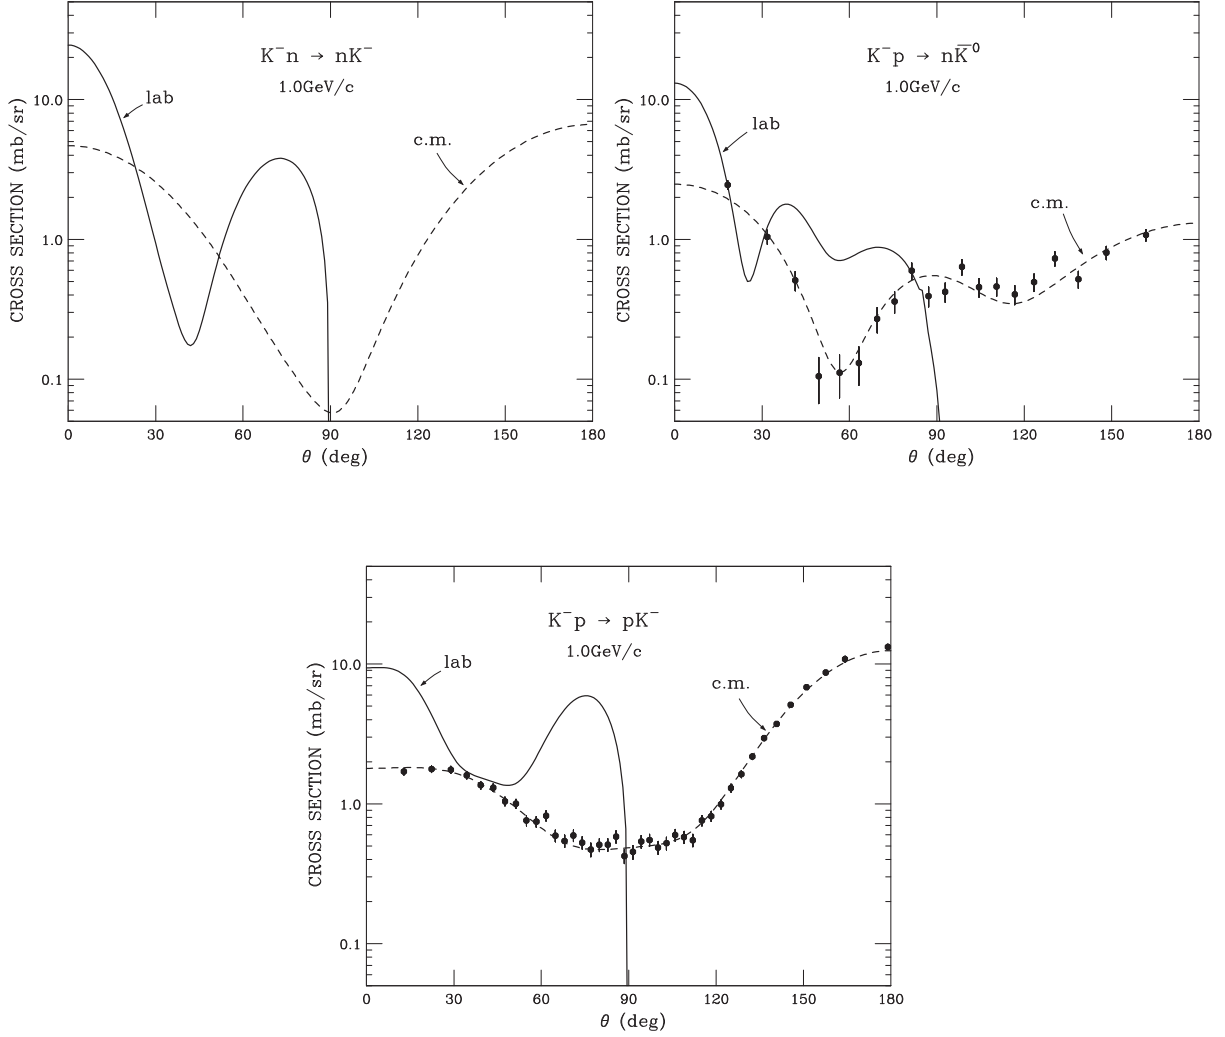 K⁻n → nK⁻
1.0GeV/c
lab
c.m.
CROSS SECTION (mb/sr)
10.0
1.0
0.1
0 30 60 90 120 150 180
θ (deg)
K⁻p → nK̅⁰
1.0GeV/c
lab
c.m.
CROSS SECTION (mb/sr)
10.0
1.0
0.1
0 30 60 90 120 150 180
θ (deg)
K⁻p → pK⁻
1.0GeV/c
lab
c.m.
CROSS SECTION (mb/sr)
10.0
1.0
0.1
0 30 60 90 120 150 180
θ (deg)